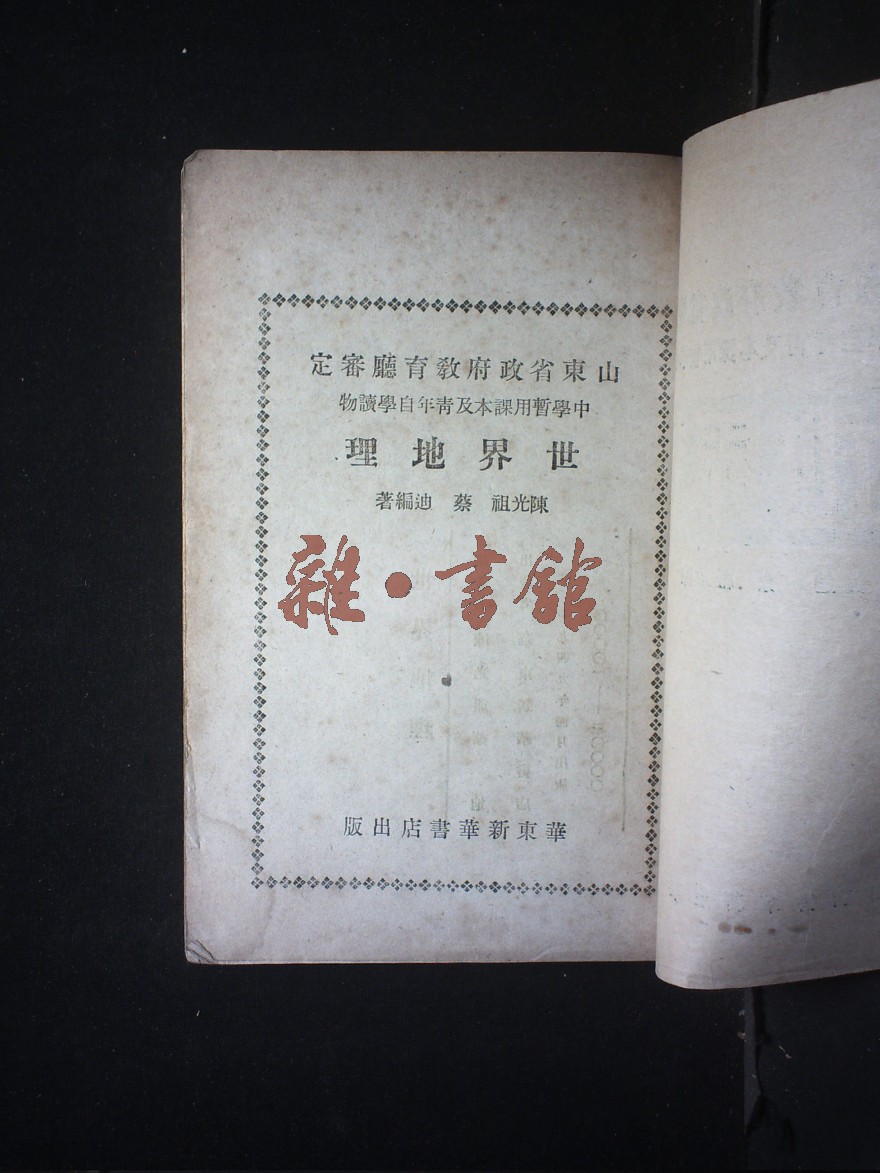 山東省政府敎育廳審定
中學暫用課本及靑年自學讀物
世界地理
陳光祖 蔡迪編著
雜·書館
華東新華書店出版